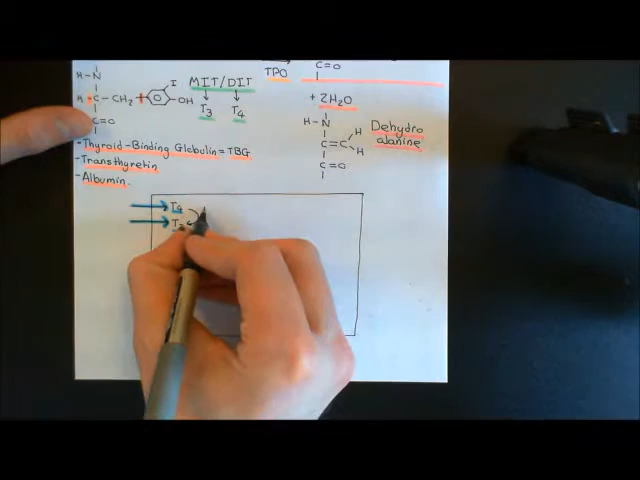 C=O
TPO
H-N
I
MIT/DIT
H C-CH2
OH
T3 T4
+ 2H2O
C=O
H-N
H
C=C
H
C=O
Dehydro
alanine
-Thyroid-Binding Globulin = TBG
-Transthyretin
-Albumin.
T4
T3